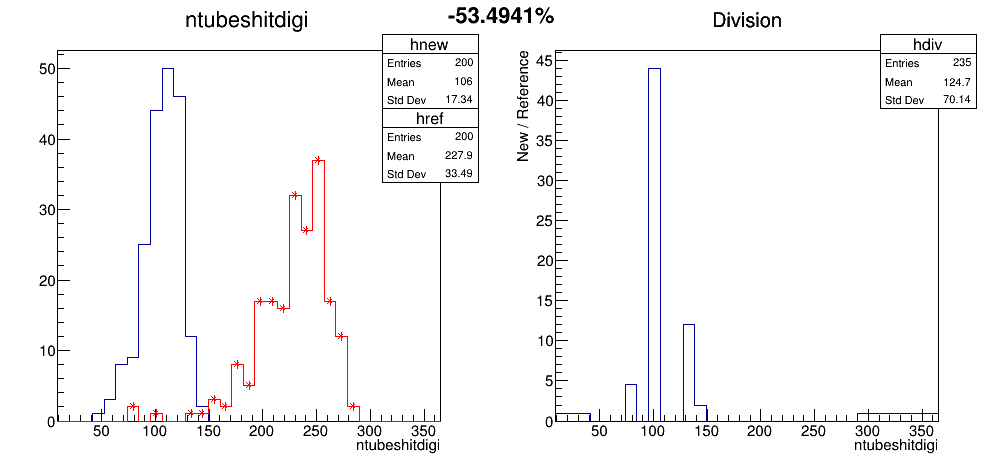 -53.4941%
ntubeshitdigi
hnew
Entries 200
Mean 106
Std Dev 17.34
href
Entries 200
Mean 227.9
Std Dev 33.49
50
40
30
20
10
0
50 100 150 200 250 300 350
ntubeshitdigi
Division
hdiv
Entries 235
Mean 124.7
Std Dev 70.14
New / Reference
45
40
35
30
25
20
15
10
5
0
50 100 150 200 250 300 350
ntubeshitdigi